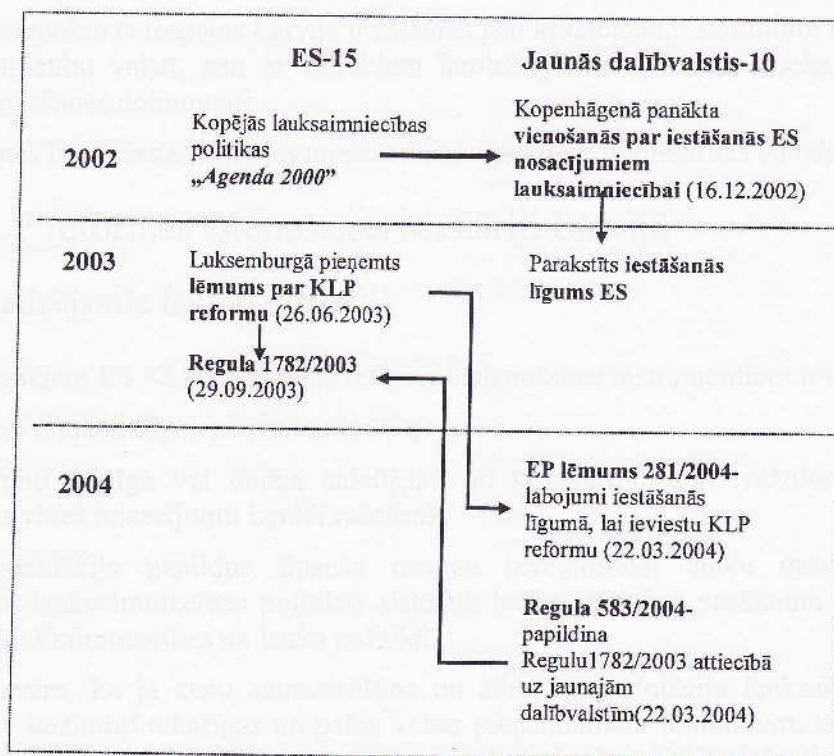 ES-15
Jaunās dalībvalstis-10
2002
Kopējās lauksaimniecības
politikas
„Agenda 2000”
Kopenhāgenā panākta
vienošanās par iestāšanās ES
nosacījumiem
lauksaimniecībai (16.12.2002)
2003
Luksemburgā pieņemts
lēmums par KLP
reformu (26.06.2003)
Regula 1782/2003
(29.09.2003)
Parakstīts iestāšanās
līgums ES
2004
EP lēmums 281/2004-
labojumi iestāšanās
līgumā, lai ieviestu KLP
reformu (22.03.2004)
Regula 583/2004-
papildina
Regulu1782/2003 attiecībā
uz jaunajām
dalībvalstīm(22.03.2004)